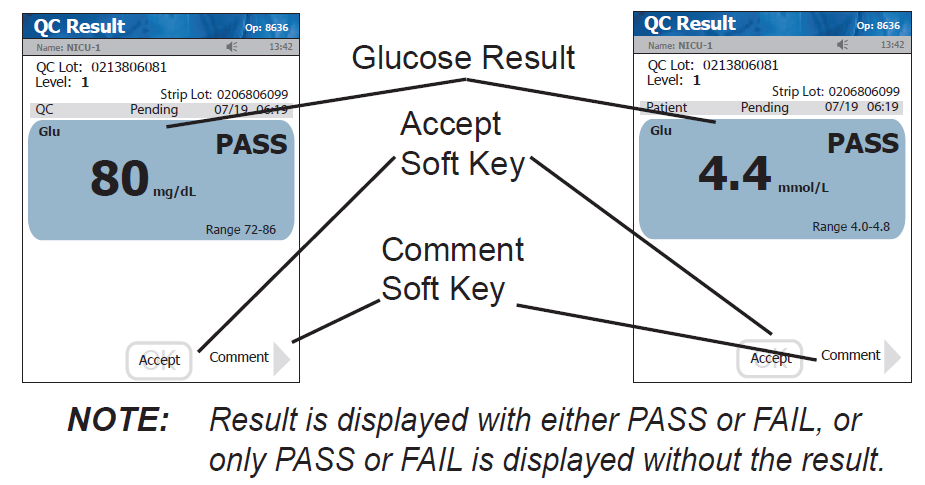 QC Result Op: 8636
Name: NICU-1 13:42
QC Lot: 0213806081
Level: 1
Strip Lot: 0206806099
QC Pending 07/19 06:19
Glu
PASS
80 mg/dL
Range 72-86
OK
Accept
Comment
Glucose Result
Accept
Soft Key
Comment
Soft Key
QC Result Op: 8636
Name: NICU-1 13:42
QC Lot: 0213806081
Level: 1
Strip Lot: 0206806099
Patient Pending 07/19 06:19
Glu
PASS
4.4 mmol/L
Range 4.0-4.8
OK
Accept
Comment
NOTE: Result is displayed with either PASS or FAIL, or
only PASS or FAIL is displayed without the result.